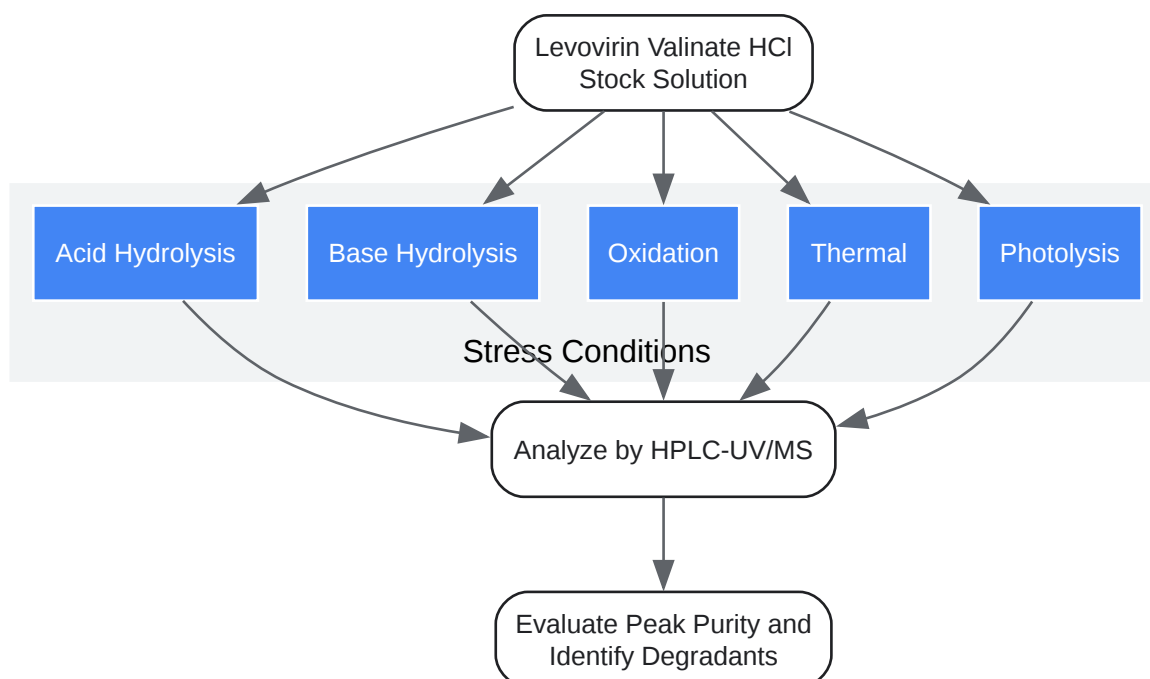 Levovirin Valinate HCl
Stock Solution
Acid Hydrolysis
Base Hydrolysis
Oxidation
Thermal
Photolysis
Stress Conditions
Analyze by HPLC-UV/MS
Evaluate Peak Purity and
Identify Degradants